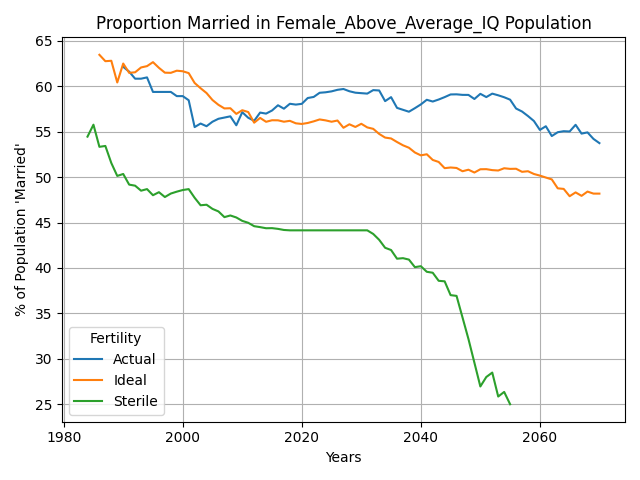 Proportion Married in Female_Above_Average_IQ Population
% of Population 'Married'
65
60
55
50
45
40
35
30
25
Fertility
Actual
Ideal
Sterile
1980 2000 2020 2040 2060
Years